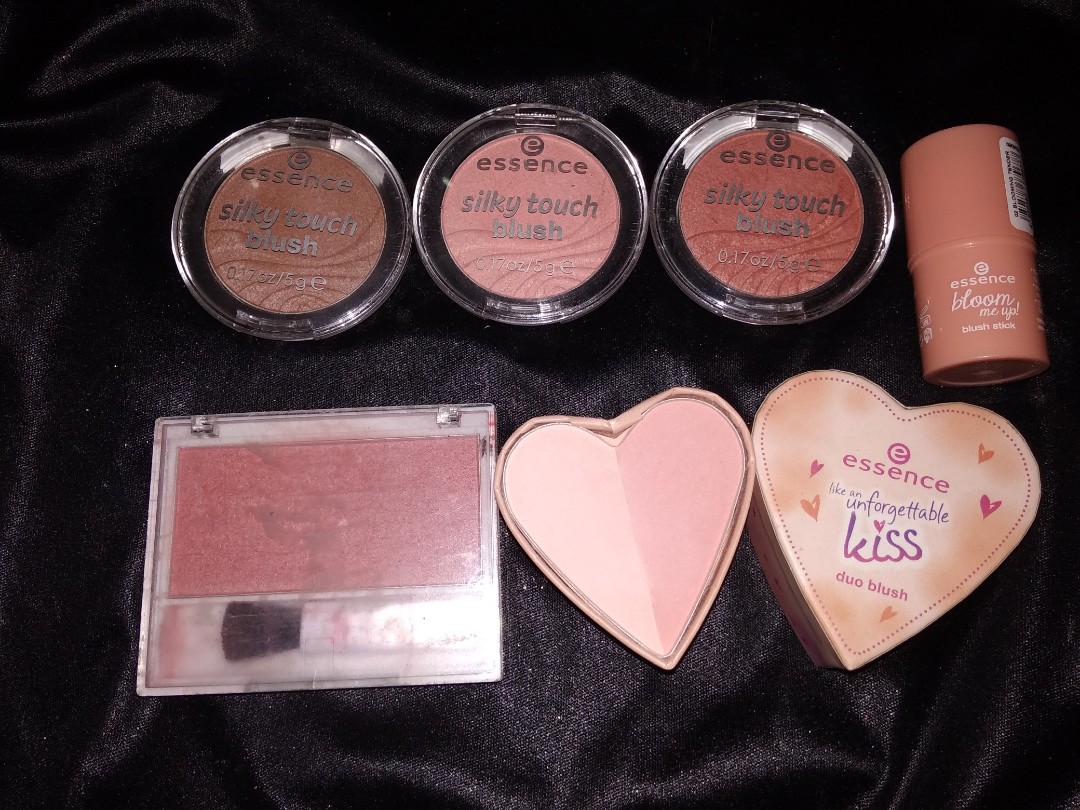 essence
silky touch
blush
0.17oz/5g e
essence
silky touch
blush
0.17oz/5g e
essence
silky touch
blush
0.17oz/5g e
essence
bloom
me up!
blush stick
essence
like an
unforgettable
kiss
duo blush